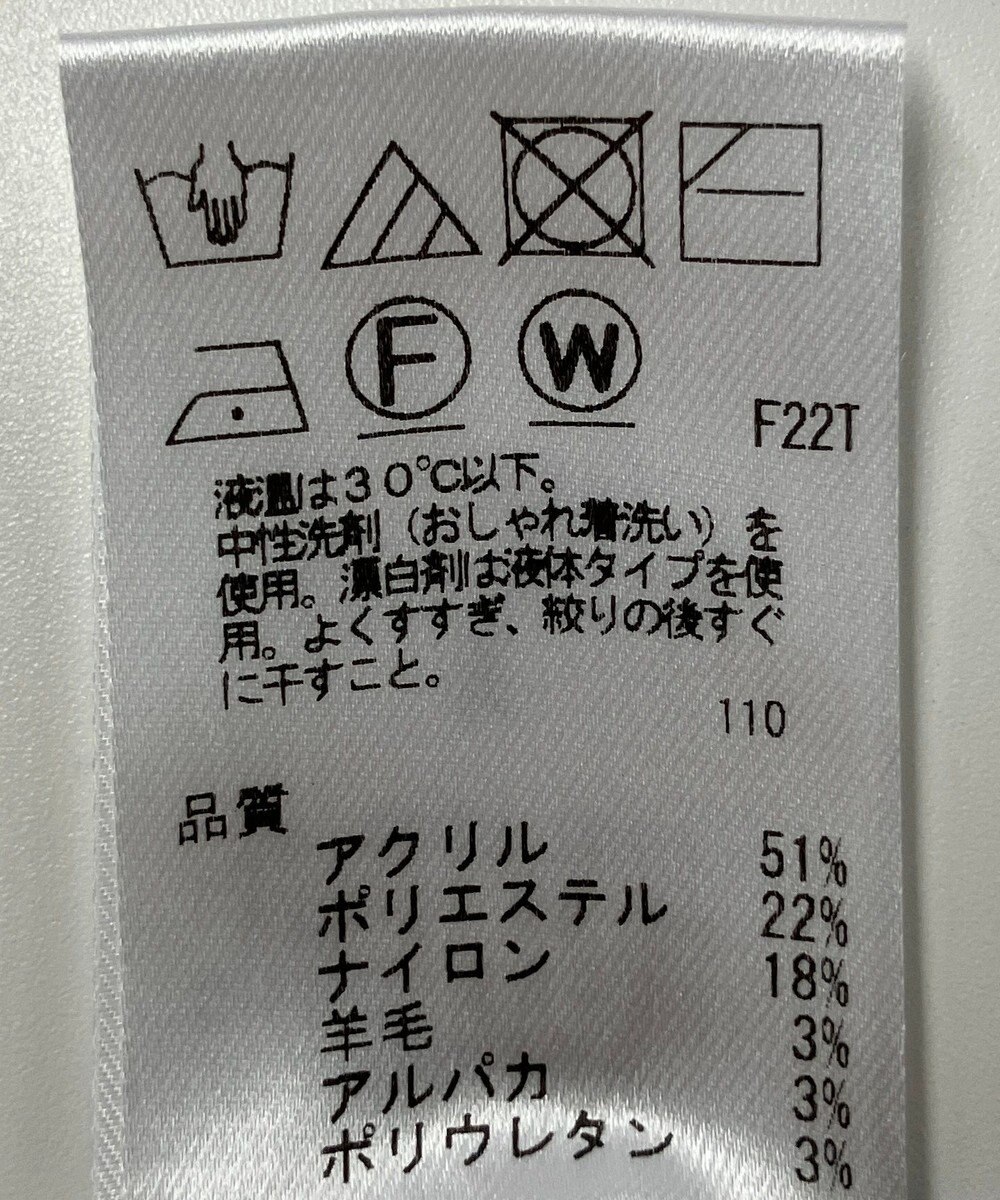 F
W
F22T
液温は30℃以下。
中性洗剤（おしゃれ着洗い）を
使用。漂白剤は液体タイプを使
用。よくすすぎ、絞りの後すぐ
に干すこと。
110
品質
アクリル 51%
ポリエステル 22%
ナイロン 18%
羊毛 3%
アルパカ 3%
ポリウレタン 3%